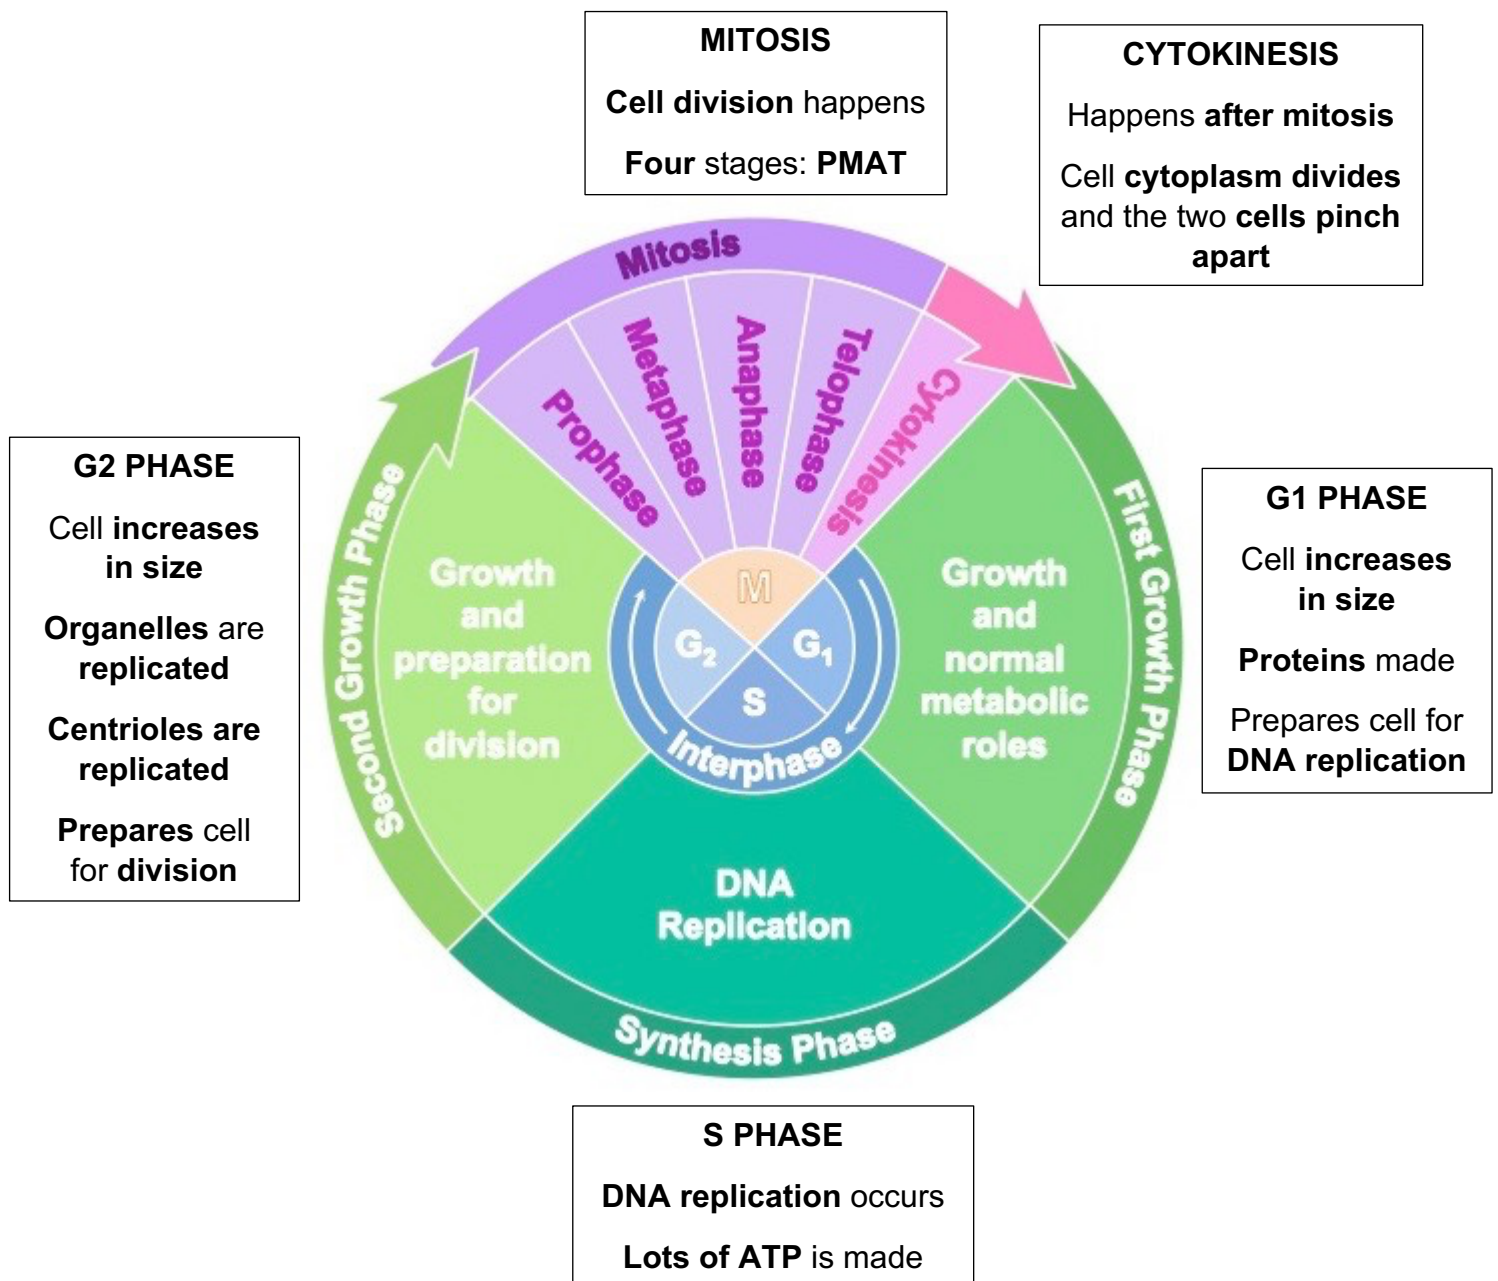 MITOSIS
Cell division happens
Four stages: PMAT
CYTOKINESIS
Happens after mitosis
Cell cytoplasm divides
and the two cells pinch
apart
Mitosis
Prophase
Metaphase
Anaphase
Telophase
Cytokinesis
G2 PHASE
Cell increases
in size
Organelles are
replicated
Centrioles are
replicated
Prepares cell
for division
Second Growth Phase
Growth
and
preparation
for
division
M
G₂
G₁
S
Interphase
Growth
and
normal
metabolic
roles
First Growth Phase
G1 PHASE
Cell increases
in size
Proteins made
Prepares cell for
DNA replication
DNA
Replication
Synthesis Phase
S PHASE
DNA replication occurs
Lots of ATP is made